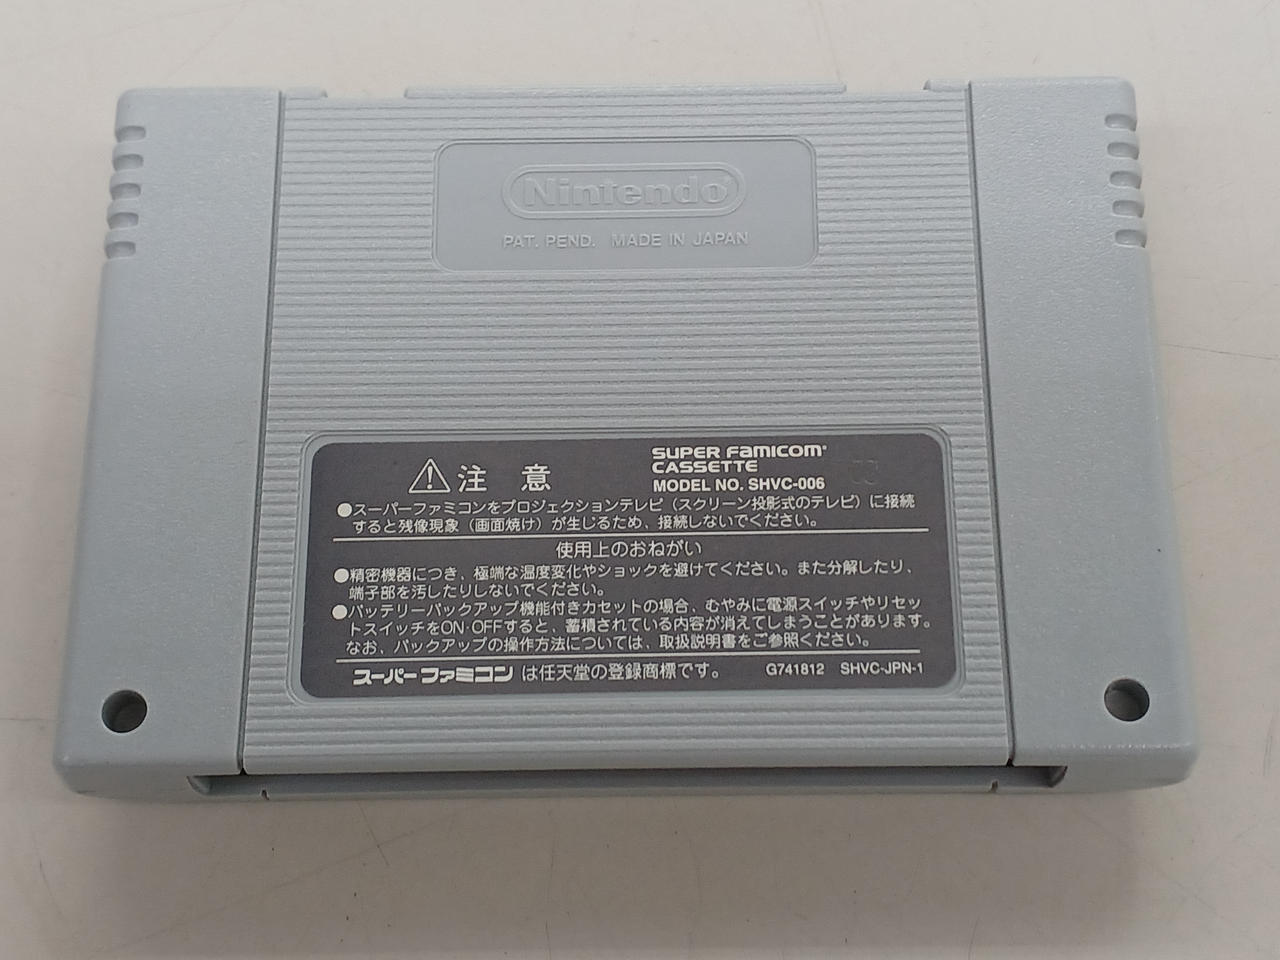 Nintendo
PAT. PEND. MADE IN JAPAN
注意
SUPER FAMICOM
CASSETTE
MODEL NO. SHVC-006
●スーパーファミコンをプロジェクションテレビ（スクリーン投影式のテレビ）に接続
すると残像現象（画面焼け）が生じるため、接続しないでください。
使用上のおねがい
●精密機器につき、極端な温度変化やショックを避けてください。また分解したり、
端子部を汚したりしないでください。
●バッテリーバックアップ機能付きカセットの場合、むやみに電源スイッチやリセッ
トスイッチをON·OFFすると、蓄積されている内容が消えてしまうことがあります。
なお、バックアップの操作方法については、取扱説明書をご参照ください。
スーパーファミコンは任天堂の登録商標です。 G741812 SHVC-JPN-1